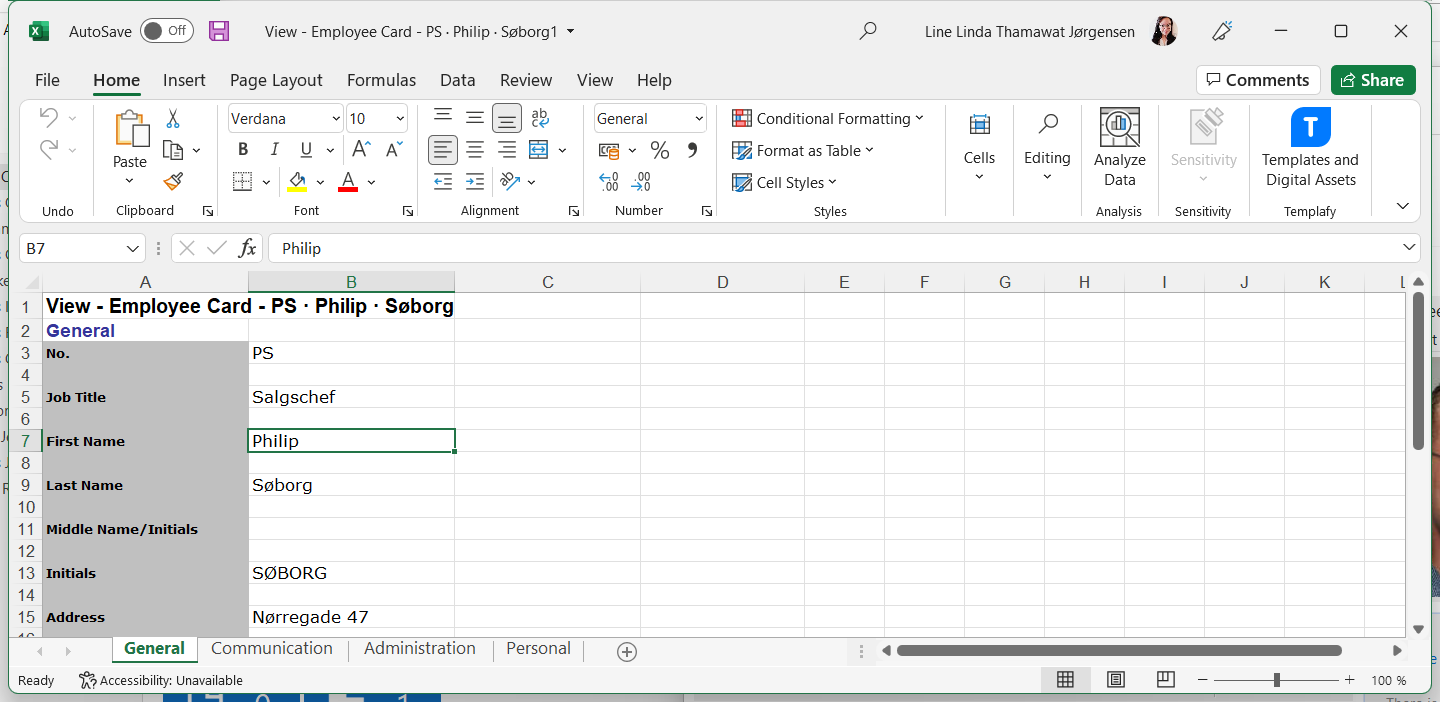 AutoSave Off View - Employee Card - PS · Philip · Søborg1 Line Linda Thamawat Jørgensen
File Home Insert Page Layout Formulas Data Review View Help Comments Share
Verdana 10 General Conditional Formatting
Paste B I U A A % Format as Table Cells Editing Analyze Data Sensitivity Templates and Digital Assets
A Cell Styles
Undo Clipboard Font Alignment Number Styles Analysis Sensitivity Templafy
B7 fx Philip
A B C D E F G H I J K L
1 View - Employee Card - PS · Philip · Søborg
2 General
3 No. PS
4
5 Job Title Salgschef
6
7 First Name Philip
8
9 Last Name Søborg
10
11 Middle Name/Initials
12
13 Initials SØBORG
14
15 Address Nørregade 47
General Communication Administration Personal
Ready Accessibility: Unavailable 100 %